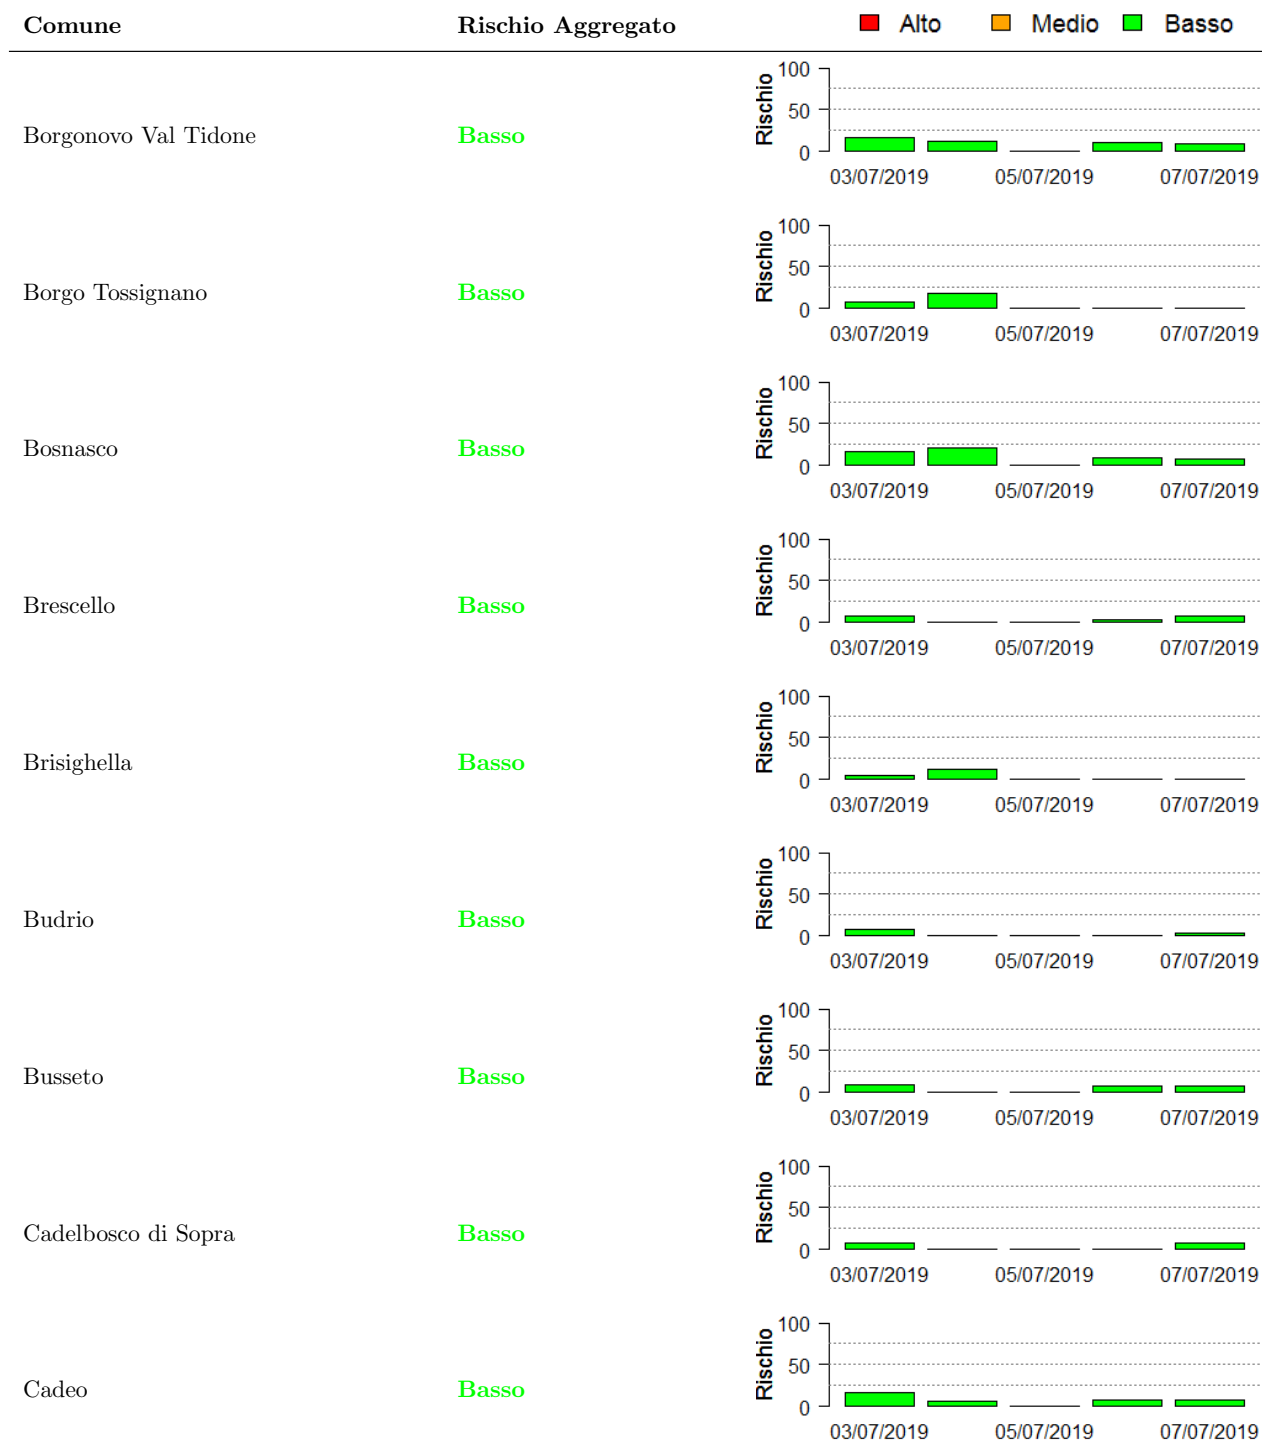 Comune Rischio Aggregato Alto Medio Basso
100
50
0
Rischio
Borgonovo Val Tidone Basso
03/07/2019 05/07/2019 07/07/2019
100
50
0
Rischio
Borgo Tossignano Basso
03/07/2019 05/07/2019 07/07/2019
100
50
0
Rischio
Bosnasco Basso
03/07/2019 05/07/2019 07/07/2019
100
50
0
Rischio
Brescello Basso
03/07/2019 05/07/2019 07/07/2019
100
50
0
Rischio
Brisighella Basso
03/07/2019 05/07/2019 07/07/2019
100
50
0
Rischio
Budrio Basso
03/07/2019 05/07/2019 07/07/2019
100
50
0
Rischio
Busseto Basso
03/07/2019 05/07/2019 07/07/2019
100
50
0
Rischio
Cadelbosco di Sopra Basso
03/07/2019 05/07/2019 07/07/2019
100
50
0
Rischio
Cadeo Basso
03/07/2019 05/07/2019 07/07/2019